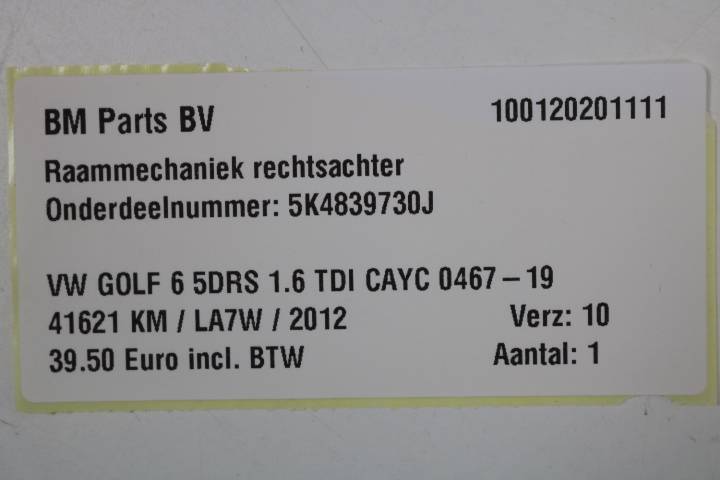 BM Parts BV 100120201111
Raammechaniek rechtsachter
Onderdeelnummer: 5K4839730J
VW GOLF 6 5DRS 1.6 TDI CAYC 0467 – 19
41621 KM / LA7W / 2012 Verz: 10
39.50 Euro incl. BTW Aantal: 1